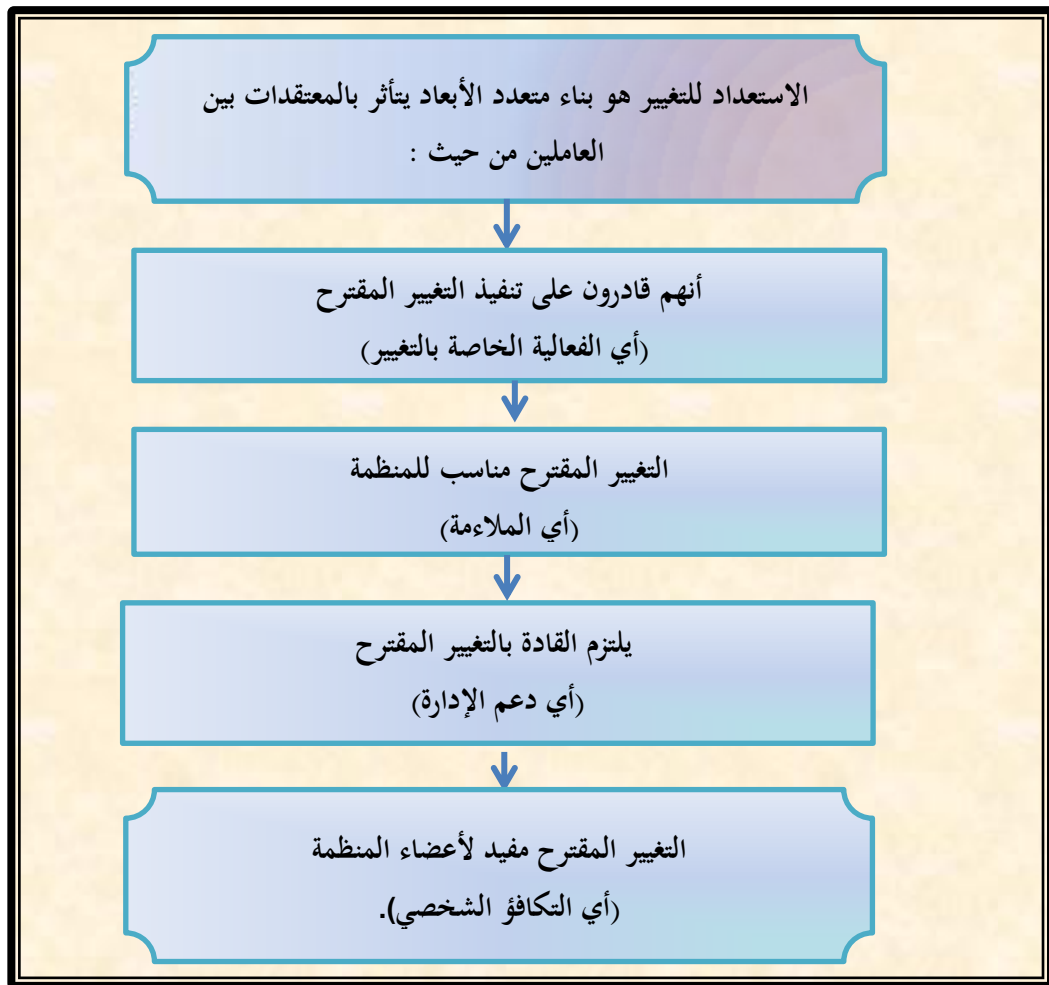 الاستعداد للتغيير هو بناء متعدد الأبعاد يتأثر بالمعتقدات بين
العاملين من حيث :
أنهم قادرون على تنفيذ التغيير المقترح
(أي الفعالية الخاصة بالتغيير)
التغيير المقترح مناسب للمنظمة
(أي الملاءمة)
يلتزم القادة بالتغيير المقترح
(أي دعم الإدارة)
التغيير المقترح مفيد لأعضاء المنظمة
(أي التكافؤ الشخصي).